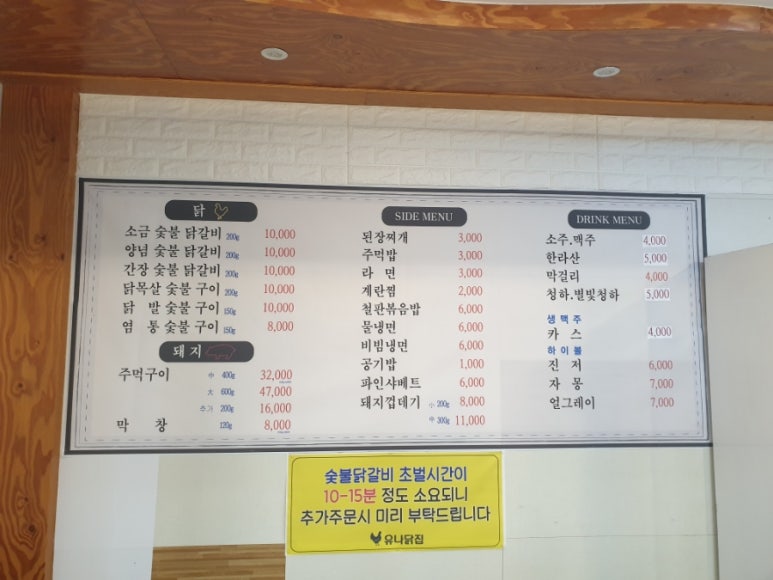 닭
소금 숯불 닭갈비 200g 10,000
양념 숯불 닭갈비 200g 10,000
간장 숯불 닭갈비 200g 10,000
닭목살 숯불 구이 200g 10,000
닭 발 숯불 구이 150g 10,000
염 통 숯불 구이 150g 8,000
돼지
주먹구이 中 400g 32,000
大 600g 47,000
추가 200g 16,000
막 창 120g 8,000
SIDE MENU
된장찌개 3,000
주먹밥 3,000
라 면 3,000
계란찜 2,000
철판볶음밥 6,000
물냉면 6,000
비빔냉면 6,000
공기밥 1,000
파인샤베트 6,000
돼지껍데기 小 200g 8,000
中 300g 11,000
DRINK MENU
소주.맥주 4,000
한라산 5,000
막걸리 4,000
청하.별빛청하 5,000
생맥주
카 스 4,000
하이볼
진 저 6,000
자 몽 7,000
얼그레이 7,000
숯불닭갈비 초벌시간이
10-15분 정도 소요되니
추가주문시 미리 부탁드립니다
유나닭집